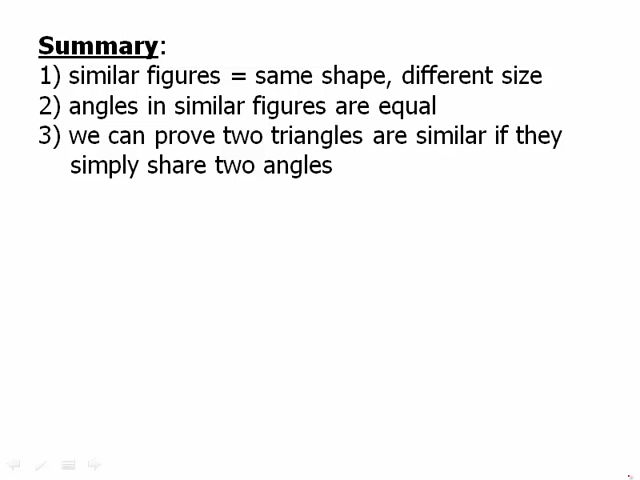 Summary:
1) similar figures = same shape, different size
2) angles in similar figures are equal
3) we can prove two triangles are similar if they
simply share two angles